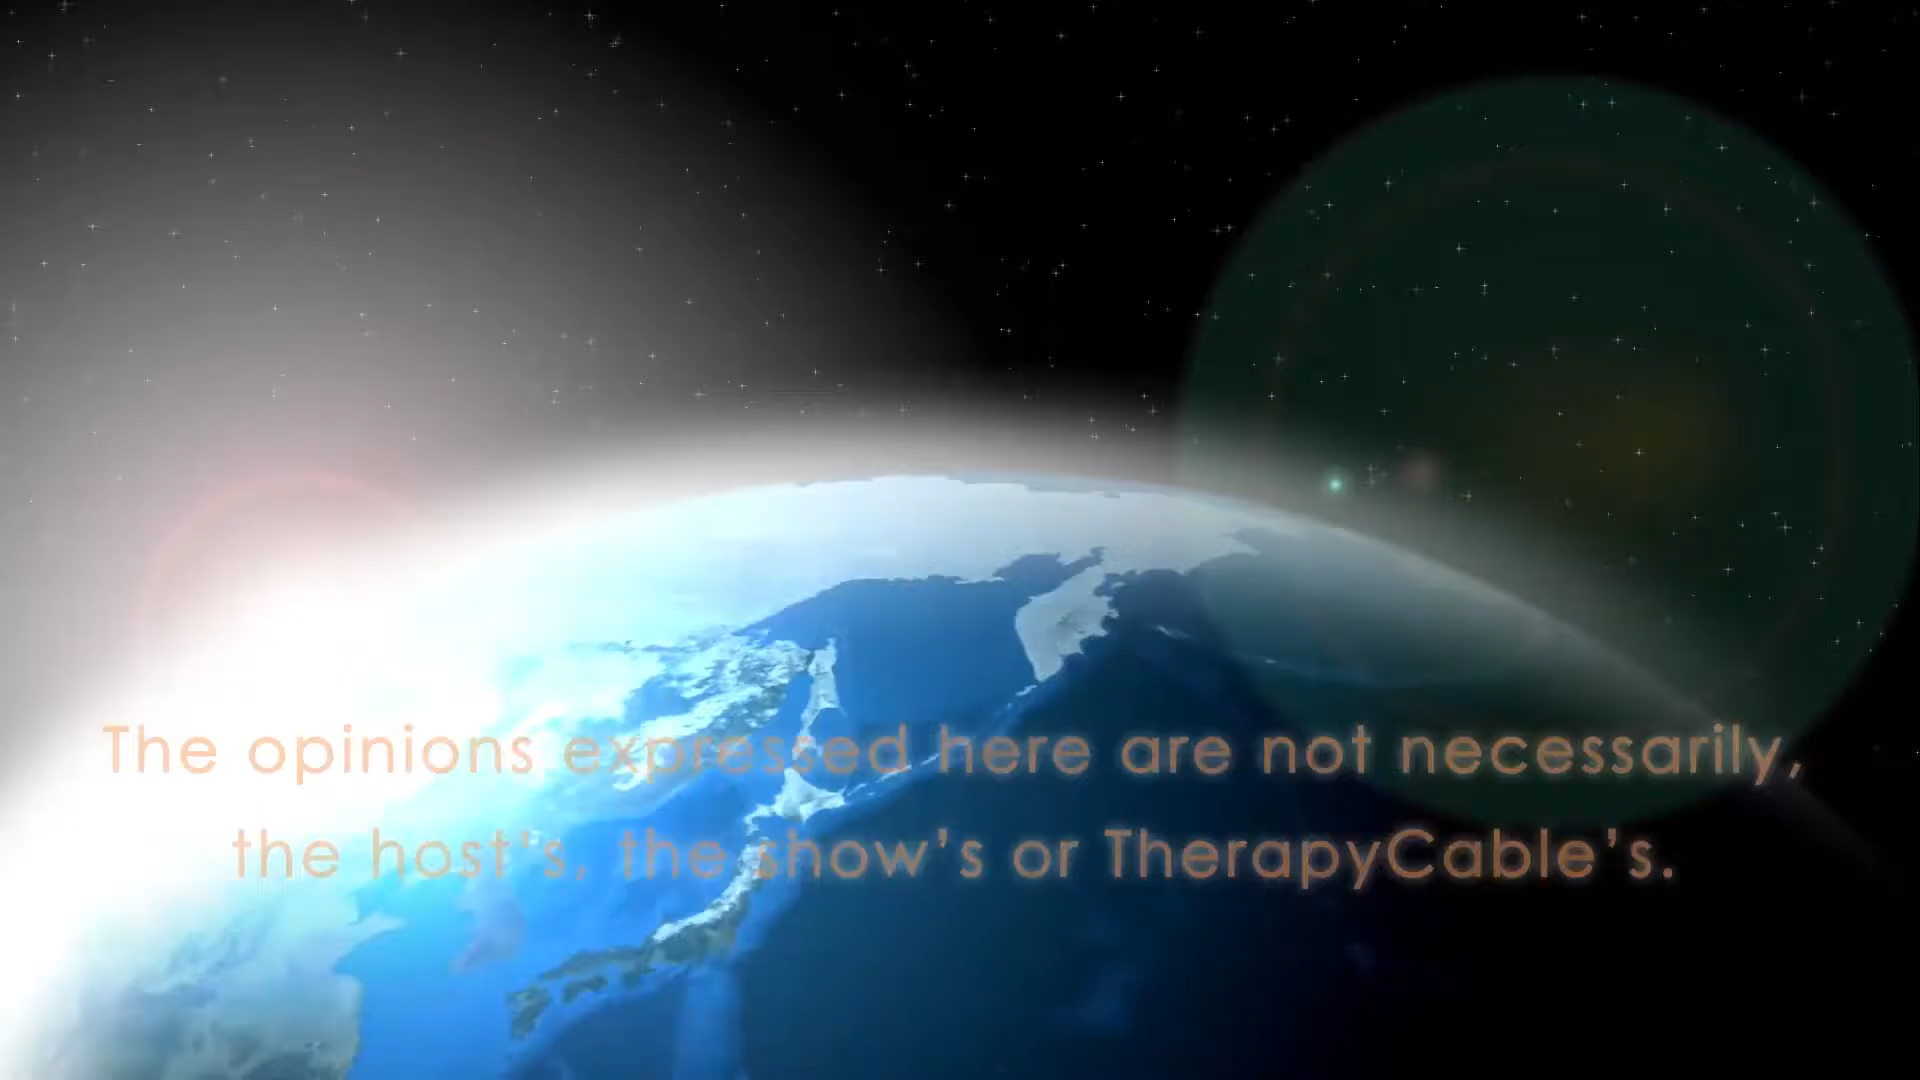 The opinions expressed here are not necessarily,
the host's, the show’s or TherapyCable’s.